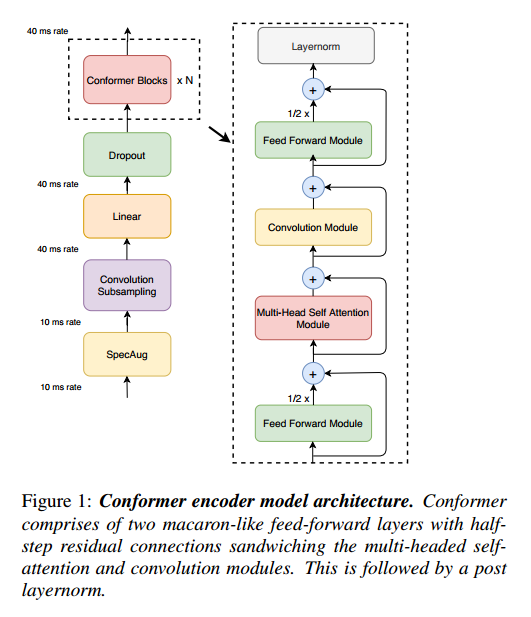 40 ms rate
Conformer Blocks x N
Dropout
40 ms rate
Linear
40 ms rate
Convolution
Subsampling
10 ms rate
SpecAug
10 ms rate
Layernorm
+
1/2 x
Feed Forward Module
+
Convolution Module
+
Multi-Head Self Attention
Module
+
1/2 x
Feed Forward Module
Figure 1: Conformer encoder model architecture. Conformer
comprises of two macaron-like feed-forward layers with half-
step residual connections sandwiching the multi-headed self-
attention and convolution modules. This is followed by a post
layernorm.